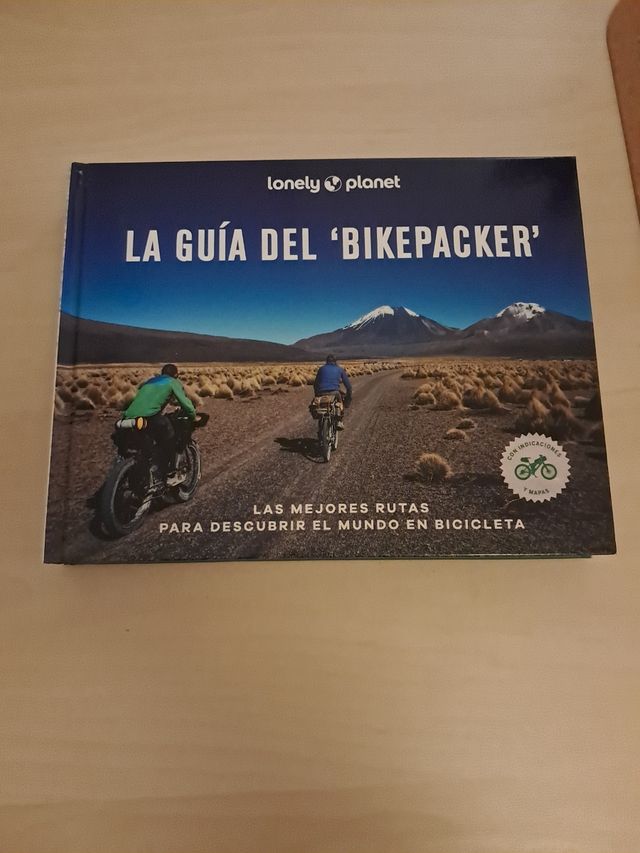 lonely planet
LA GUÍA DEL ‘BIKEPACKER’
CON INDICACIONES
Y MAPAS
LAS MEJORES RUTAS
PARA DESCUBRIR EL MUNDO EN BICICLETA